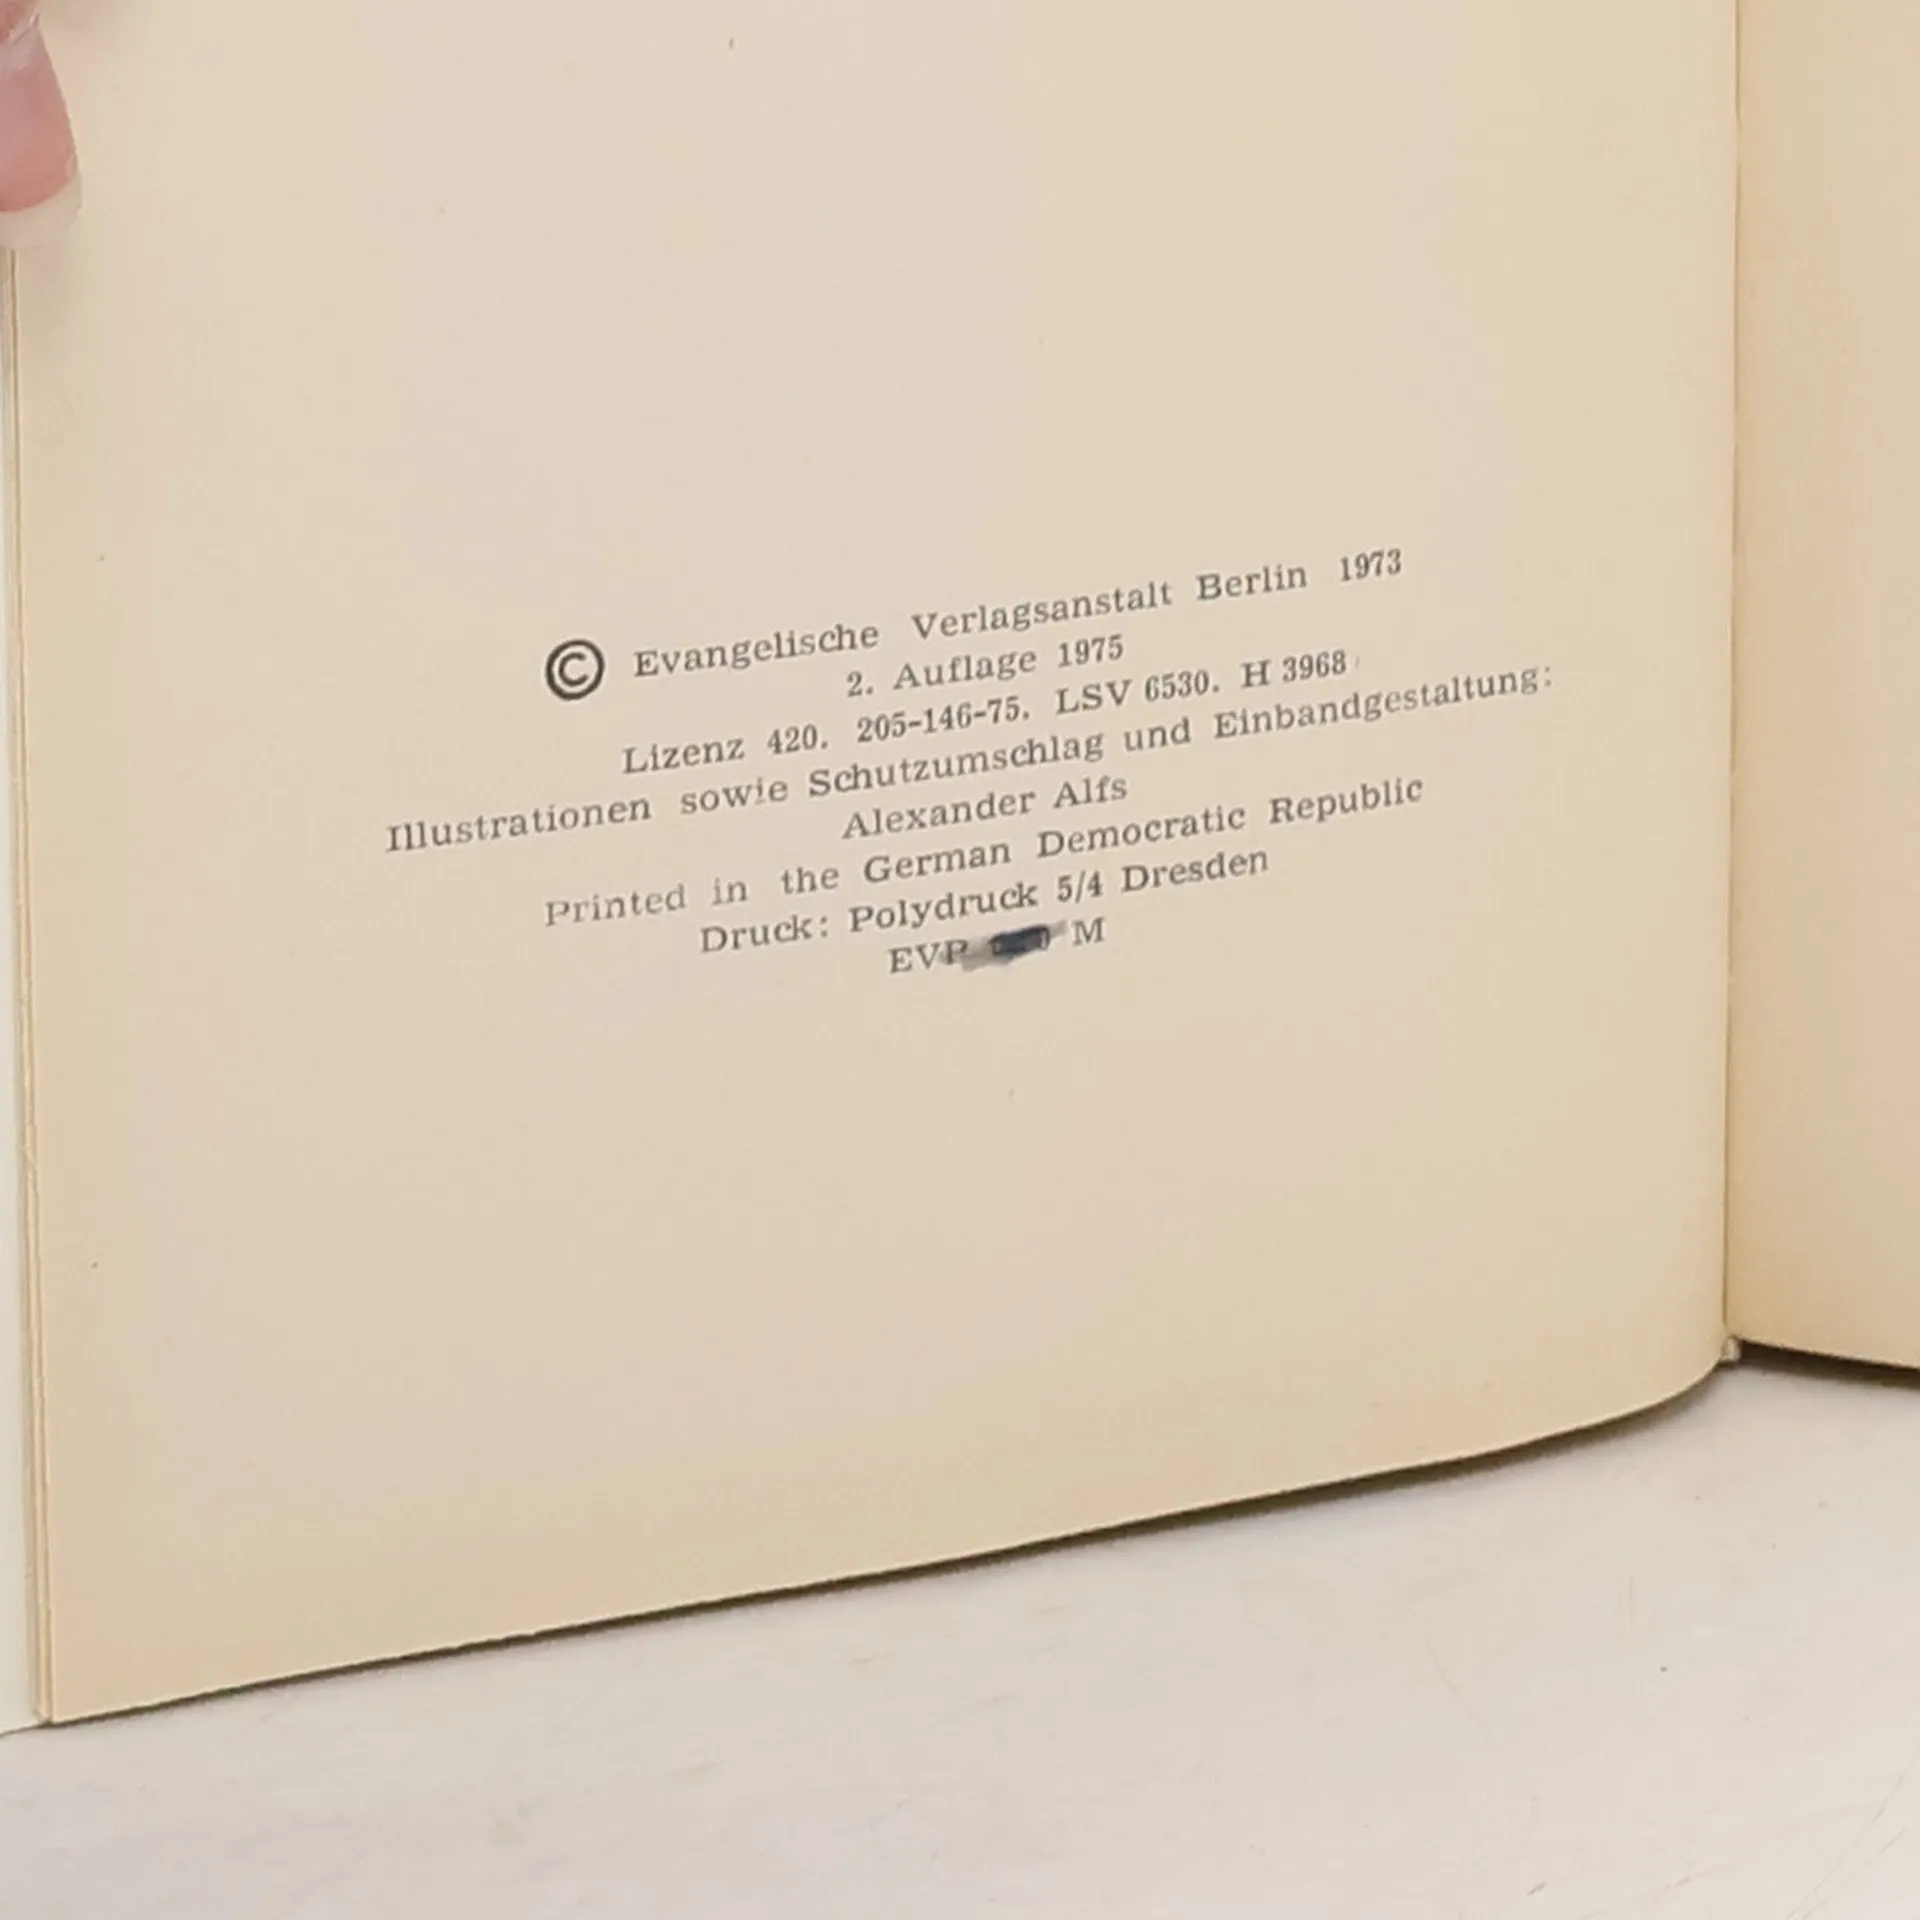 © Evangelische Verlagsanstalt Berlin 1973
2. Auflage 1975
Lizenz 420. 205-146-75. LSV 6530. H 3968
Illustrationen sowie Schutzumschlag und Einbandgestaltung:
Alexander Alfs
Printed in the German Democratic Republic
Druck: Polydruck 5/4 Dresden
EVP M